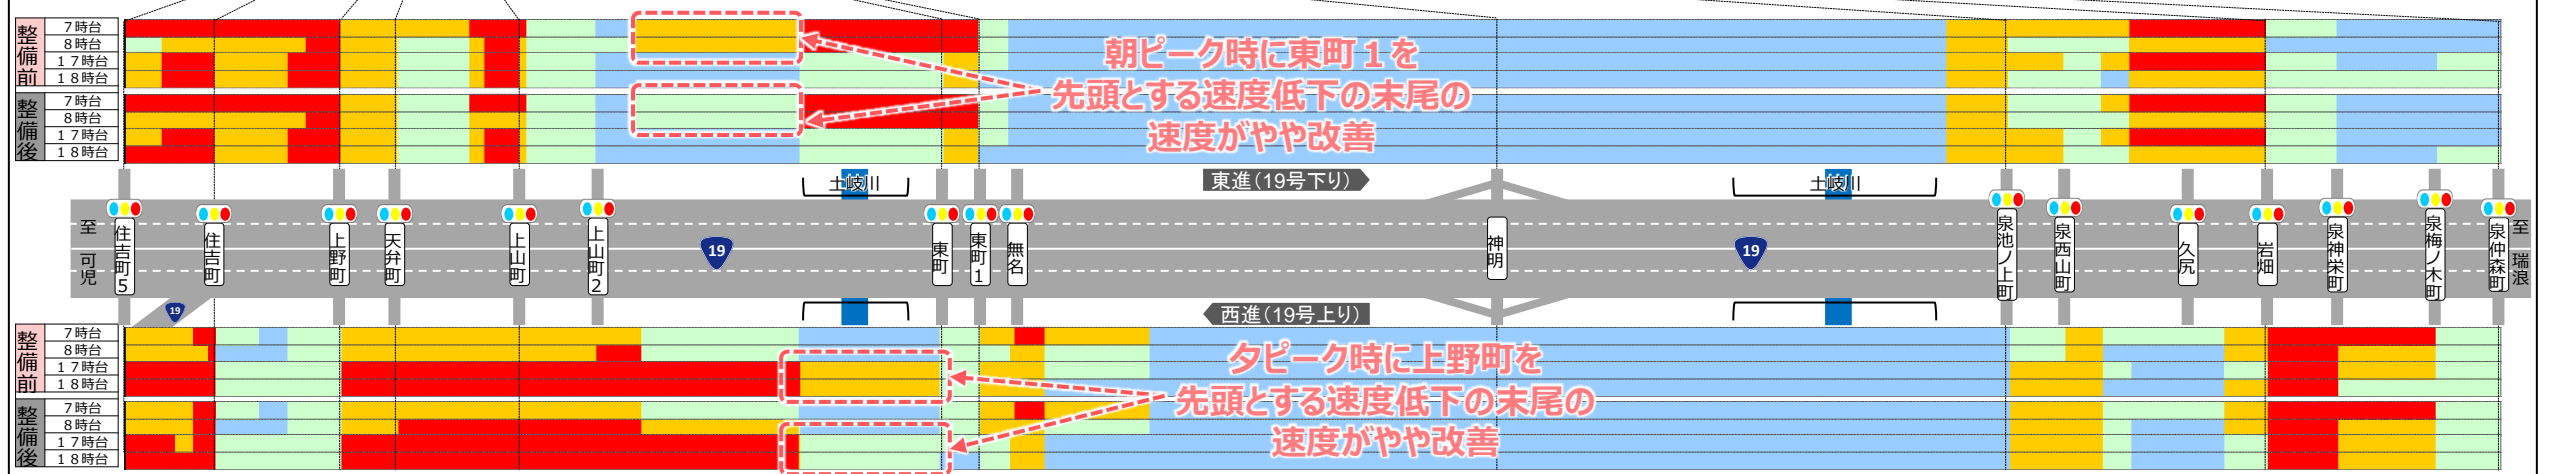 整備前
7時台
8時台
17時台
18時台
整備後
7時台
8時台
17時台
18時台
朝ピーク時に東町1を
先頭とする速度低下の末尾の
速度がやや改善
土岐川
東進(19号下り)
土岐川
至可児
住吉町5
住吉町
上野町
天弁町
上山町
上山町2
19
東町
東町1
無名
神明
19
泉池ノ上町
泉西山町
久尻
岩畑
泉神栄町
泉梅ノ木町
泉仲森町
至瑞浪
19
西進(19号上り)
整備前
7時台
8時台
17時台
18時台
整備後
7時台
8時台
17時台
18時台
夕ピーク時に上野町を
先頭とする速度低下の末尾の
速度がやや改善